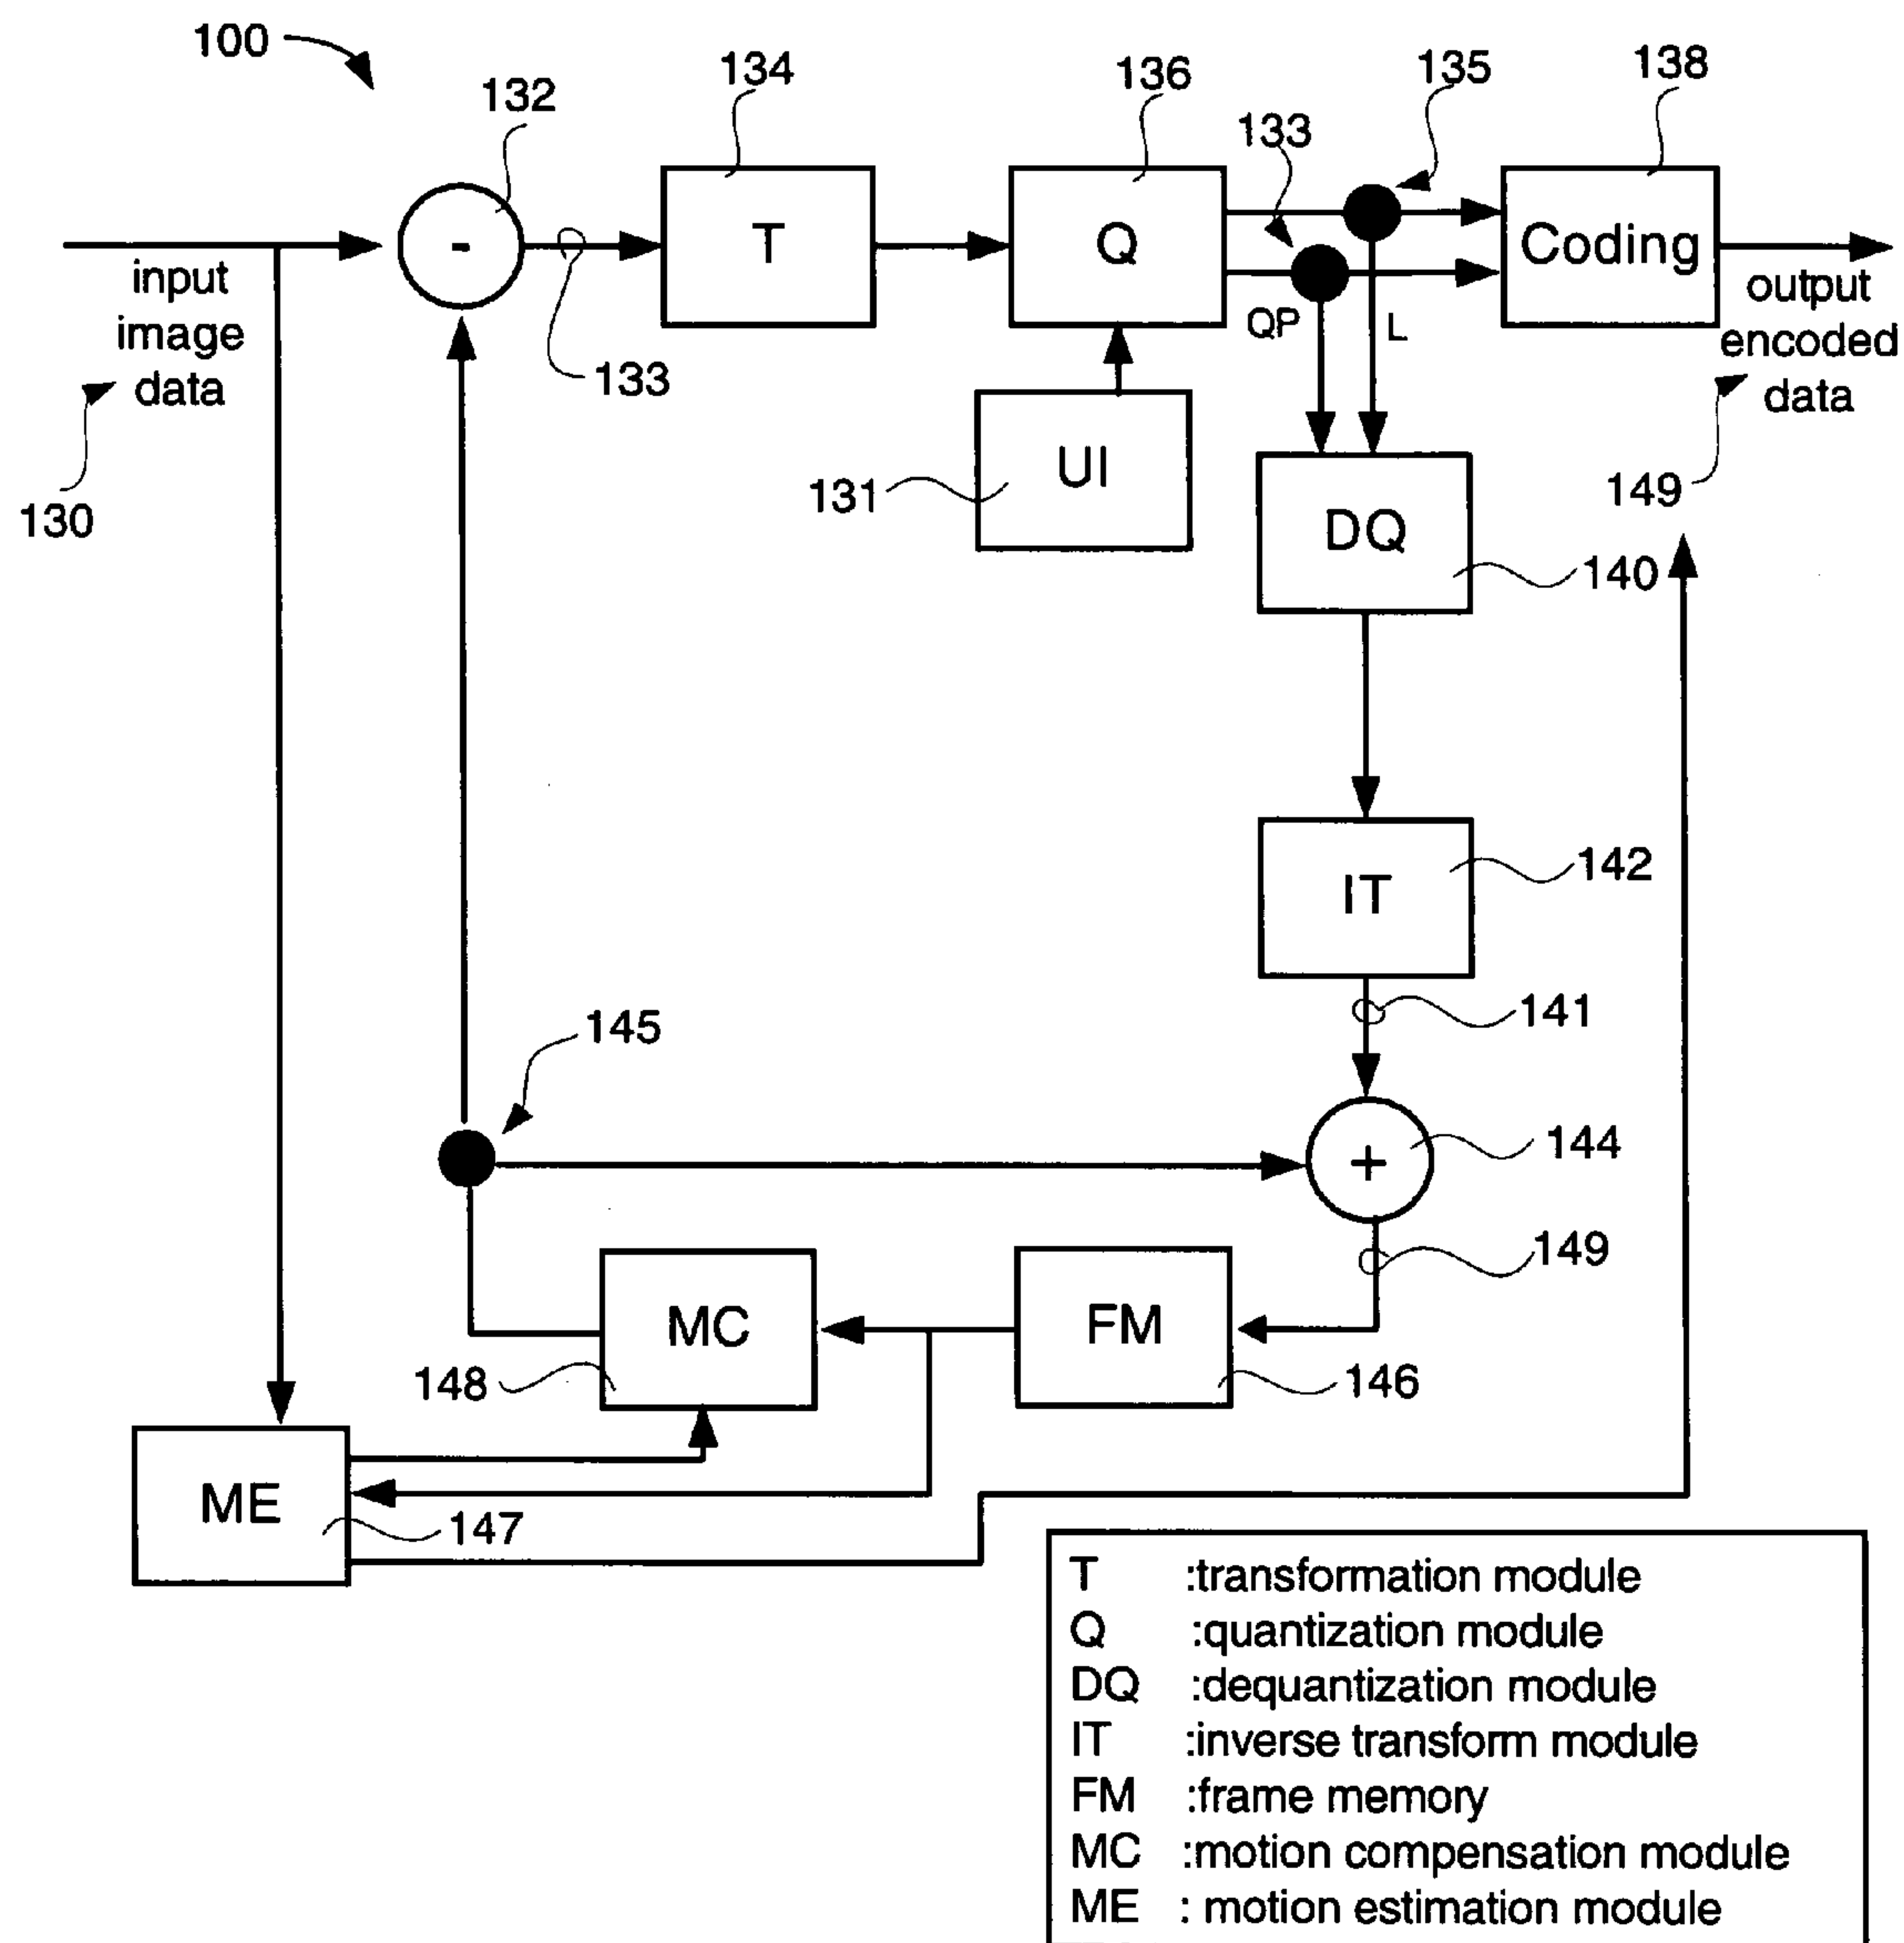 100
132
134
136
133
135
138
-
T
Q
Coding
input
image
data
130
133
QP
L
output
encoded
data
149
UI
131
DQ
140
IT
142
141
145
+
144
149
MC
148
FM
146
ME
147
T :transformation module
Q :quantization module
DQ :dequantization module
IT :inverse transform module
FM :frame memory
MC :motion compensation module
ME : motion estimation module